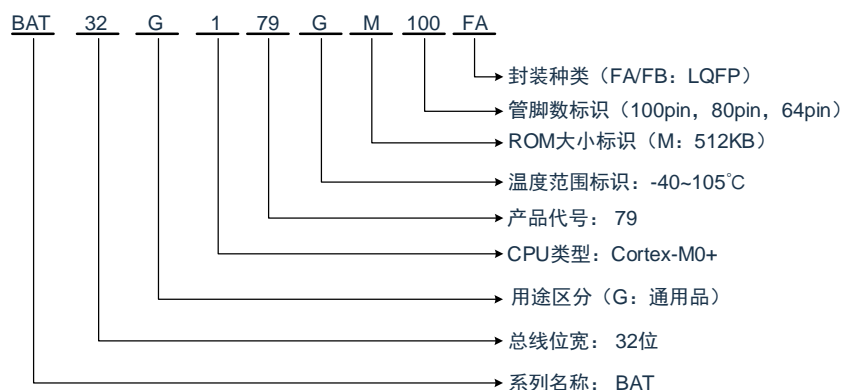 BAT 32 G 1 79 G M 100 FA
封装种类（FA/FB：LQFP）
管脚数标识（100pin，80pin，64pin）
ROM大小标识（M：512KB）
温度范围标识：-40~105℃
产品代号： 79
CPU类型：Cortex-M0+
用途区分（G：通用品）
总线位宽： 32位
系列名称： BAT